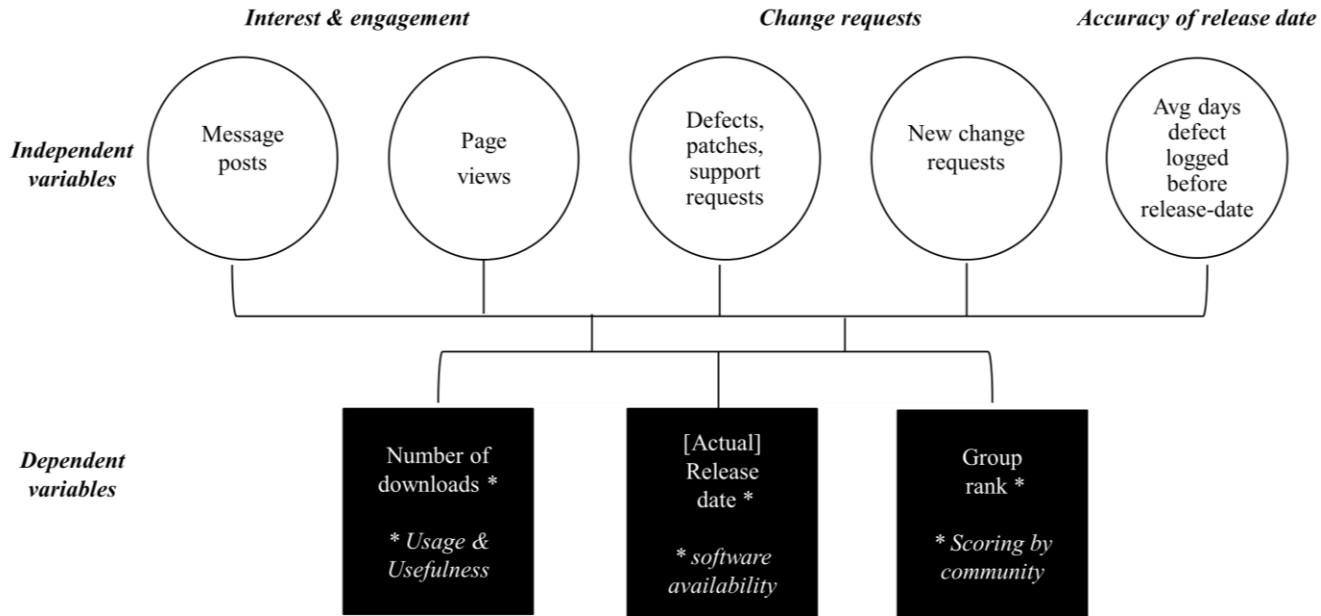 Interest & engagement
Change requests
Accuracy of release date
Independent
variables
Message
posts
Page
views
Defects,
patches,
support
requests
New change
requests
Avg days
defect
logged
before
release-date
Dependent
variables
Number of
downloads *
* Usage &
Usefulness
[Actual]
Release
date *
* software
availability
Group
rank *
* Scoring by
community